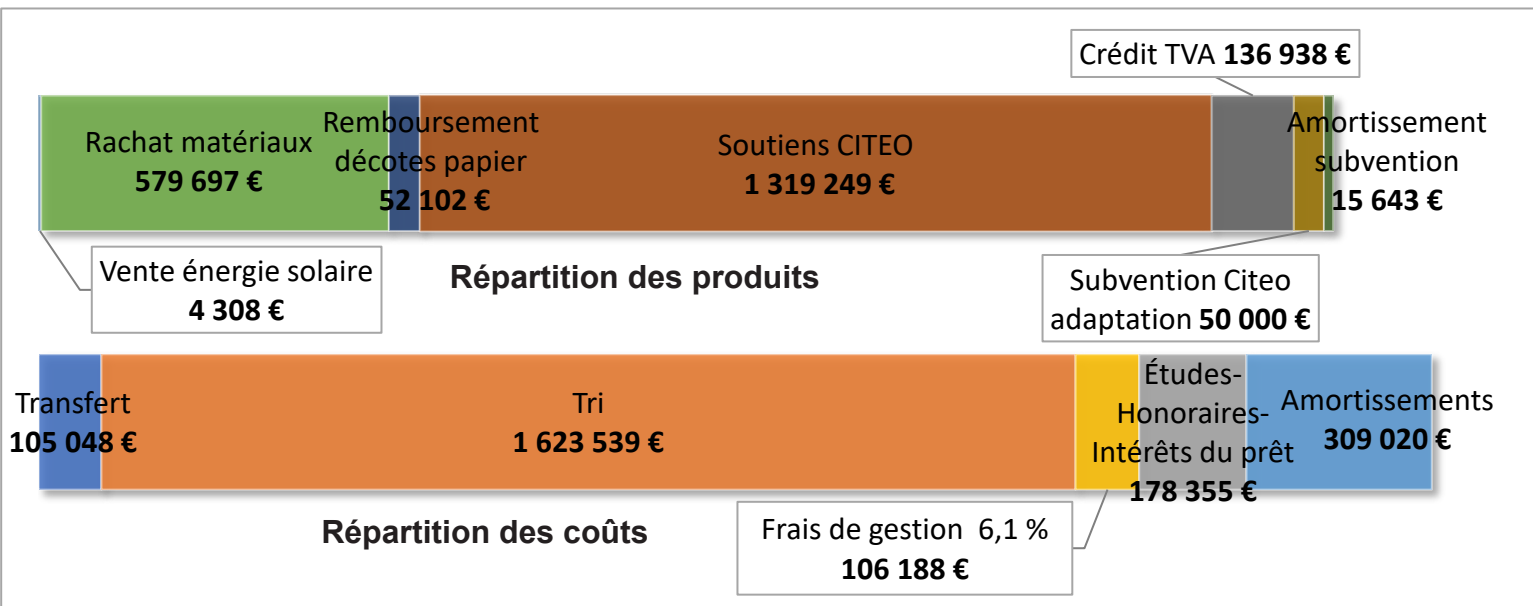 Crédit TVA 136 938 €
Rachat matériaux
579 697 €
Remboursement
décotes papier
52 102 €
Soutiens CITEO
1 319 249 €
Amortissement
subvention
15 643 €
Vente énergie solaire
4 308 €
Répartition des produits
Subvention Citeo
adaptation 50 000 €
Transfert
105 048 €
Tri
1 623 539 €
Études-
Honoraires-
Intérêts du prêt
178 355 €
Amortissements
309 020 €
Répartition des coûts
Frais de gestion 6,1 %
106 188 €